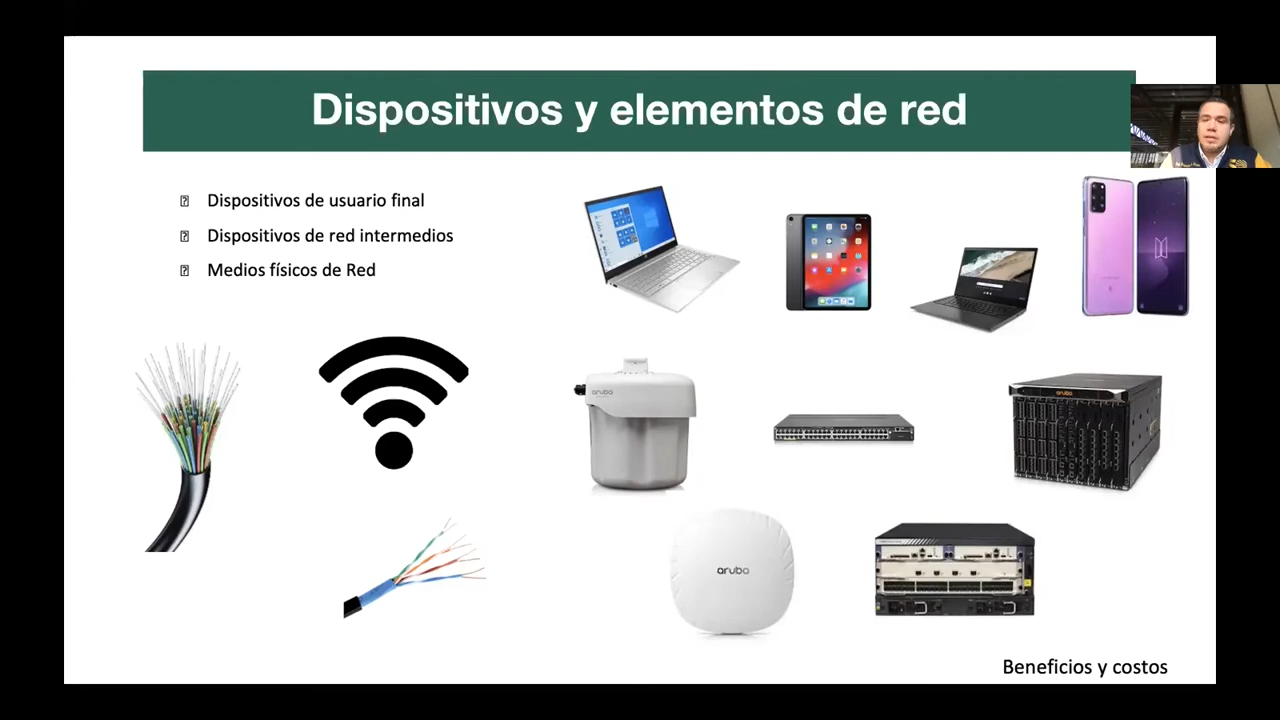 Dispositivos y elementos de red
Dispositivos de usuario final
Dispositivos de red intermedios
Medios físicos de Red
aruba
aruba
aruba
Beneficios y costos